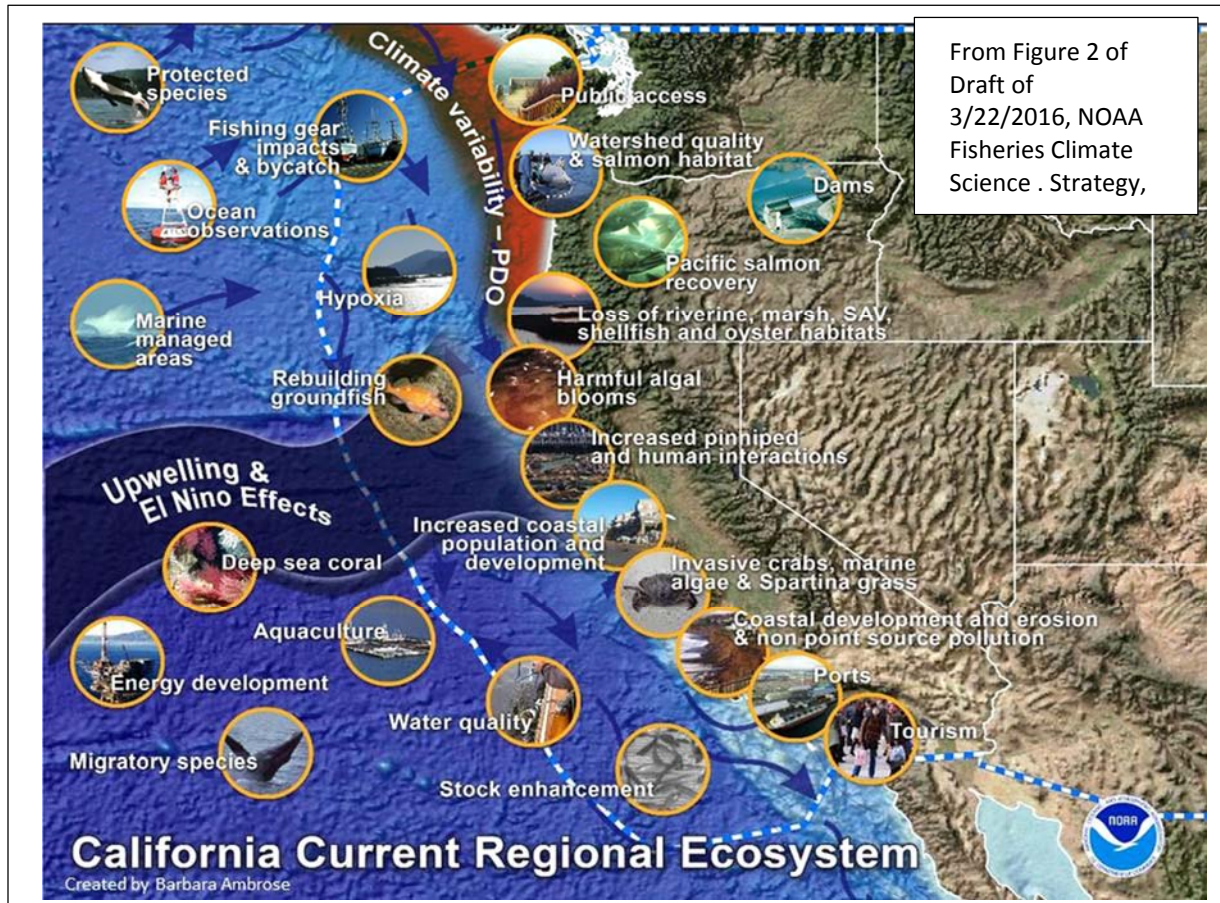 From Figure 2 of
Draft of
3/22/2016, NOAA
Fisheries Climate
Science . Strategy,
Protected
species
Climate variability – PDO
Public access
Fishing gear
impacts
& bycatch
Watershed quality
& salmon habitat
Dams
Ocean
observations
Pacific salmon
recovery
Hypoxia
Loss of riverine, marsh, SAV,
shellfish and oyster habitats
Marine
managed
areas
Rebuilding
groundfish
Harmful algal
blooms
Increased pinniped
and human interactions
Upwelling &
El Nino Effects
Increased coastal
population and
development
Deep sea coral
Invasive crabs, marine
algae & Spartina grass
Aquaculture
Coastal development and erosion
& non point source pollution
Energy development
Ports
Water quality
Tourism
Migratory species
Stock enhancement
California Current Regional Ecosystem
Created by Barbara Ambrose
NOAA